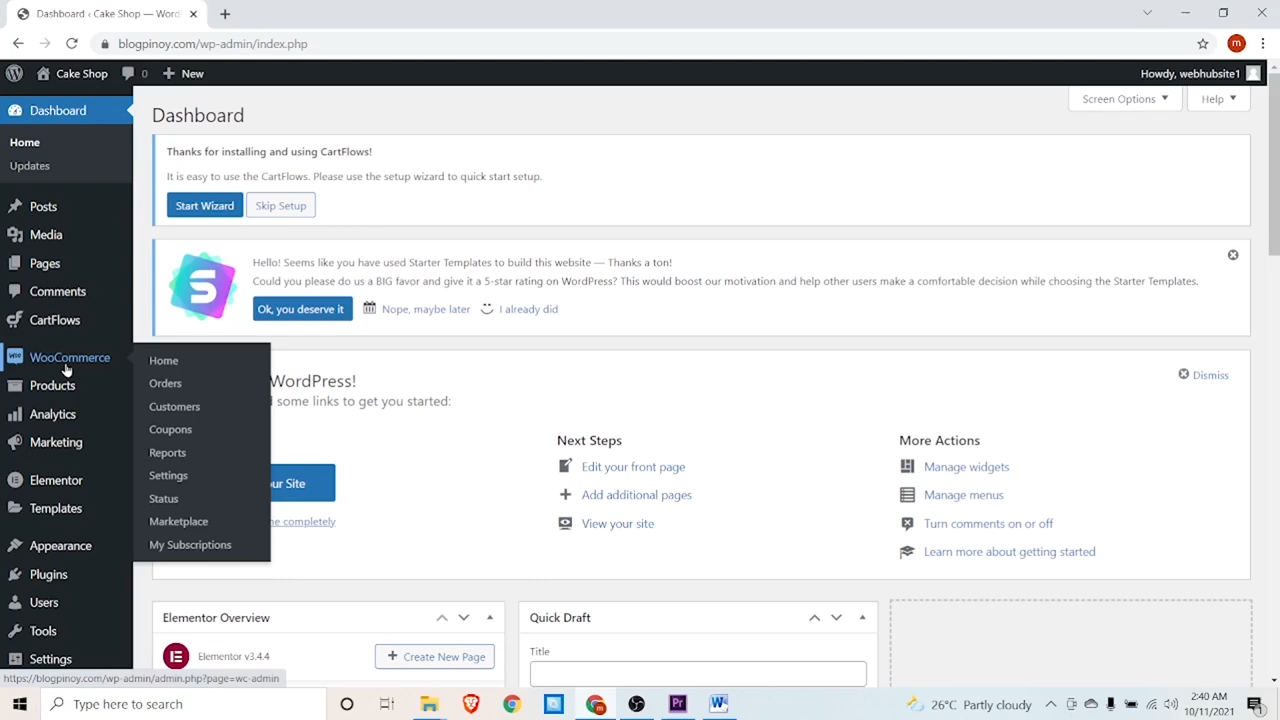 Dashboard ‹ Cake Shop — Word
blogpinoy.com/wp-admin/index.php
m
Cake Shop
0
New
Howdy, webhubsite1
Dashboard
Home
Updates
Posts
Media
Pages
Comments
CartFlows
WooCommerce
Products
Analytics
Marketing
Elementor
Templates
Appearance
Plugins
Users
Tools
Settings
Home
Orders
Customers
Coupons
Reports
Settings
Status
Marketplace
My Subscriptions
Dashboard
Screen Options
Help
Thanks for installing and using CartFlows!
It is easy to use the CartFlows. Please use the setup wizard to quick start setup.
Start Wizard
Skip Setup
Hello! Seems like you have used Starter Templates to build this website — Thanks a ton!
Could you please do us a BIG favor and give it a 5-star rating on WordPress? This would boost our motivation and help other users make a comfortable decision while choosing the Starter Templates.
Ok, you deserve it
Nope, maybe later
I already did
WordPress!
Dismiss
some links to get you started:
Next Steps
More Actions
Edit your front page
Manage widgets
our Site
Add additional pages
Manage menus
completely
View your site
Turn comments on or off
Learn more about getting started
Elementor Overview
Quick Draft
Elementor v3.4.4
Create New Page
Title
https://blogpinoy.com/wp-admin/admin.php?page=wc-admin
Type here to search
26°C Partly cloudy
2:40 AM
10/11/2021